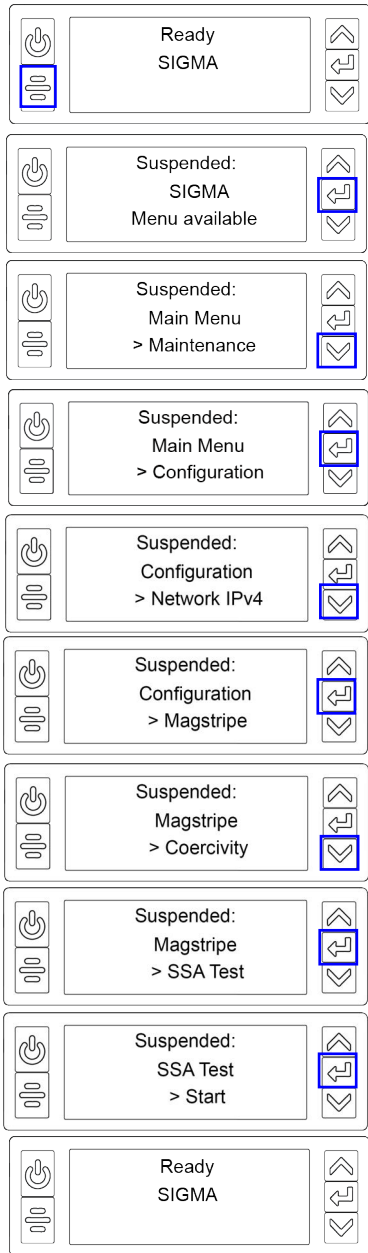 Ready
SIGMA
Suspended:
SIGMA
Menu available
Suspended:
Main Menu
> Maintenance
Suspended:
Main Menu
> Configuration
Suspended:
Configuration
> Network IPv4
Suspended:
Configuration
> Magstripe
Suspended:
Magstripe
> Coercivity
Suspended:
Magstripe
> SSA Test
Suspended:
SSA Test
> Start
Ready
SIGMA